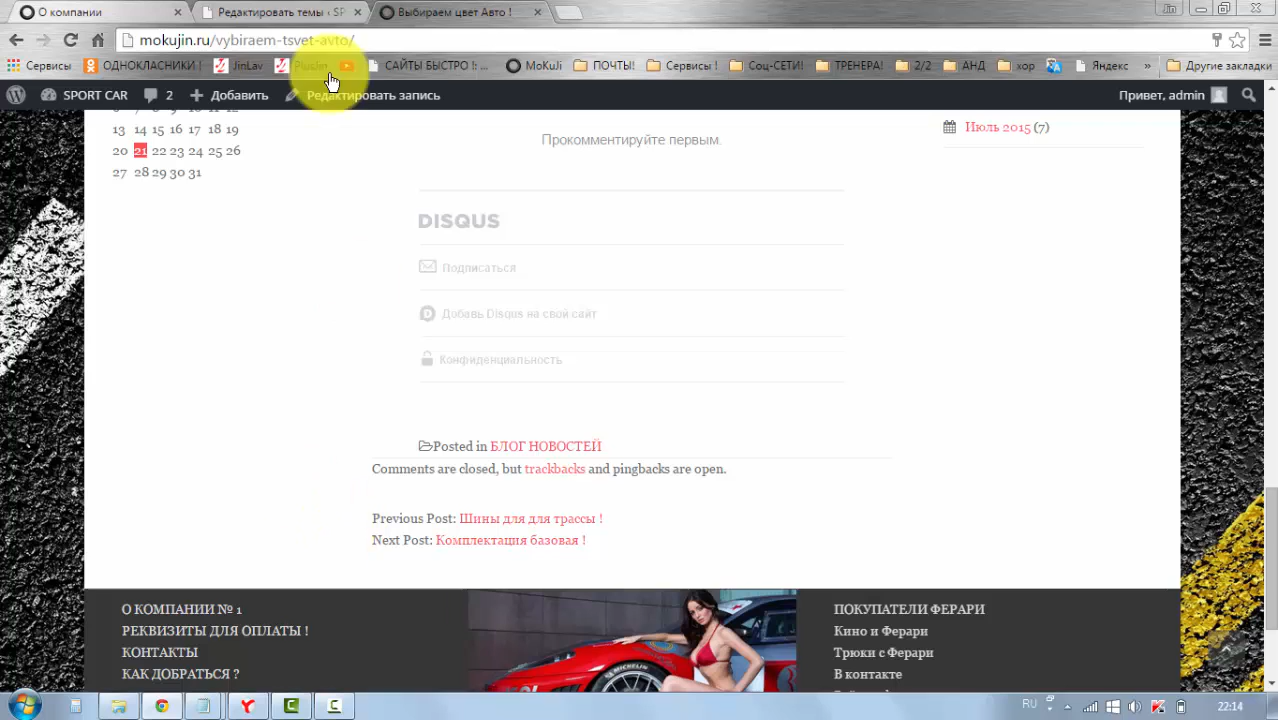 О компании
Редактировать темы ‹ SP
Выбираем цвет Авто !
mokujin.ru/vybiraem-tsvet-avto/
Сервисы
ОДНОКЛАСНИКИ
JinLav
САЙТЫ БЫСТРО !: ...
MoKuJi
ПОЧТЫ!
Сервисы !
Соц-СЕТИ!
ТРЕНЕРА!
2/2
АНД
хор
Яндекс
»
Другие закладки
SPORT CAR
2
Добавить
Редактировать запись
Привет, admin
13 14 15 16 17 18 19
20 21 22 23 24 25 26
27 28 29 30 31
Прокомментируйте первым.
Июль 2015 (7)
DISQUS
Подписаться
Добавь Disqus на свой сайт
Конфиденциальность
Posted in БЛОГ НОВОСТЕЙ
Comments are closed, but trackbacks and pingbacks are open.
Previous Post: Шины для для трассы !
Next Post: Комплектация базовая !
О КОМПАНИИ № 1
РЕКВИЗИТЫ ДЛЯ ОПЛАТЫ !
КОНТАКТЫ
КАК ДОБРАТЬСЯ ?
MICHELIN
ПОКУПАТЕЛИ ФЕРАРИ
Кино и Ферари
Трюки с Ферари
В контакте
RU
22:14